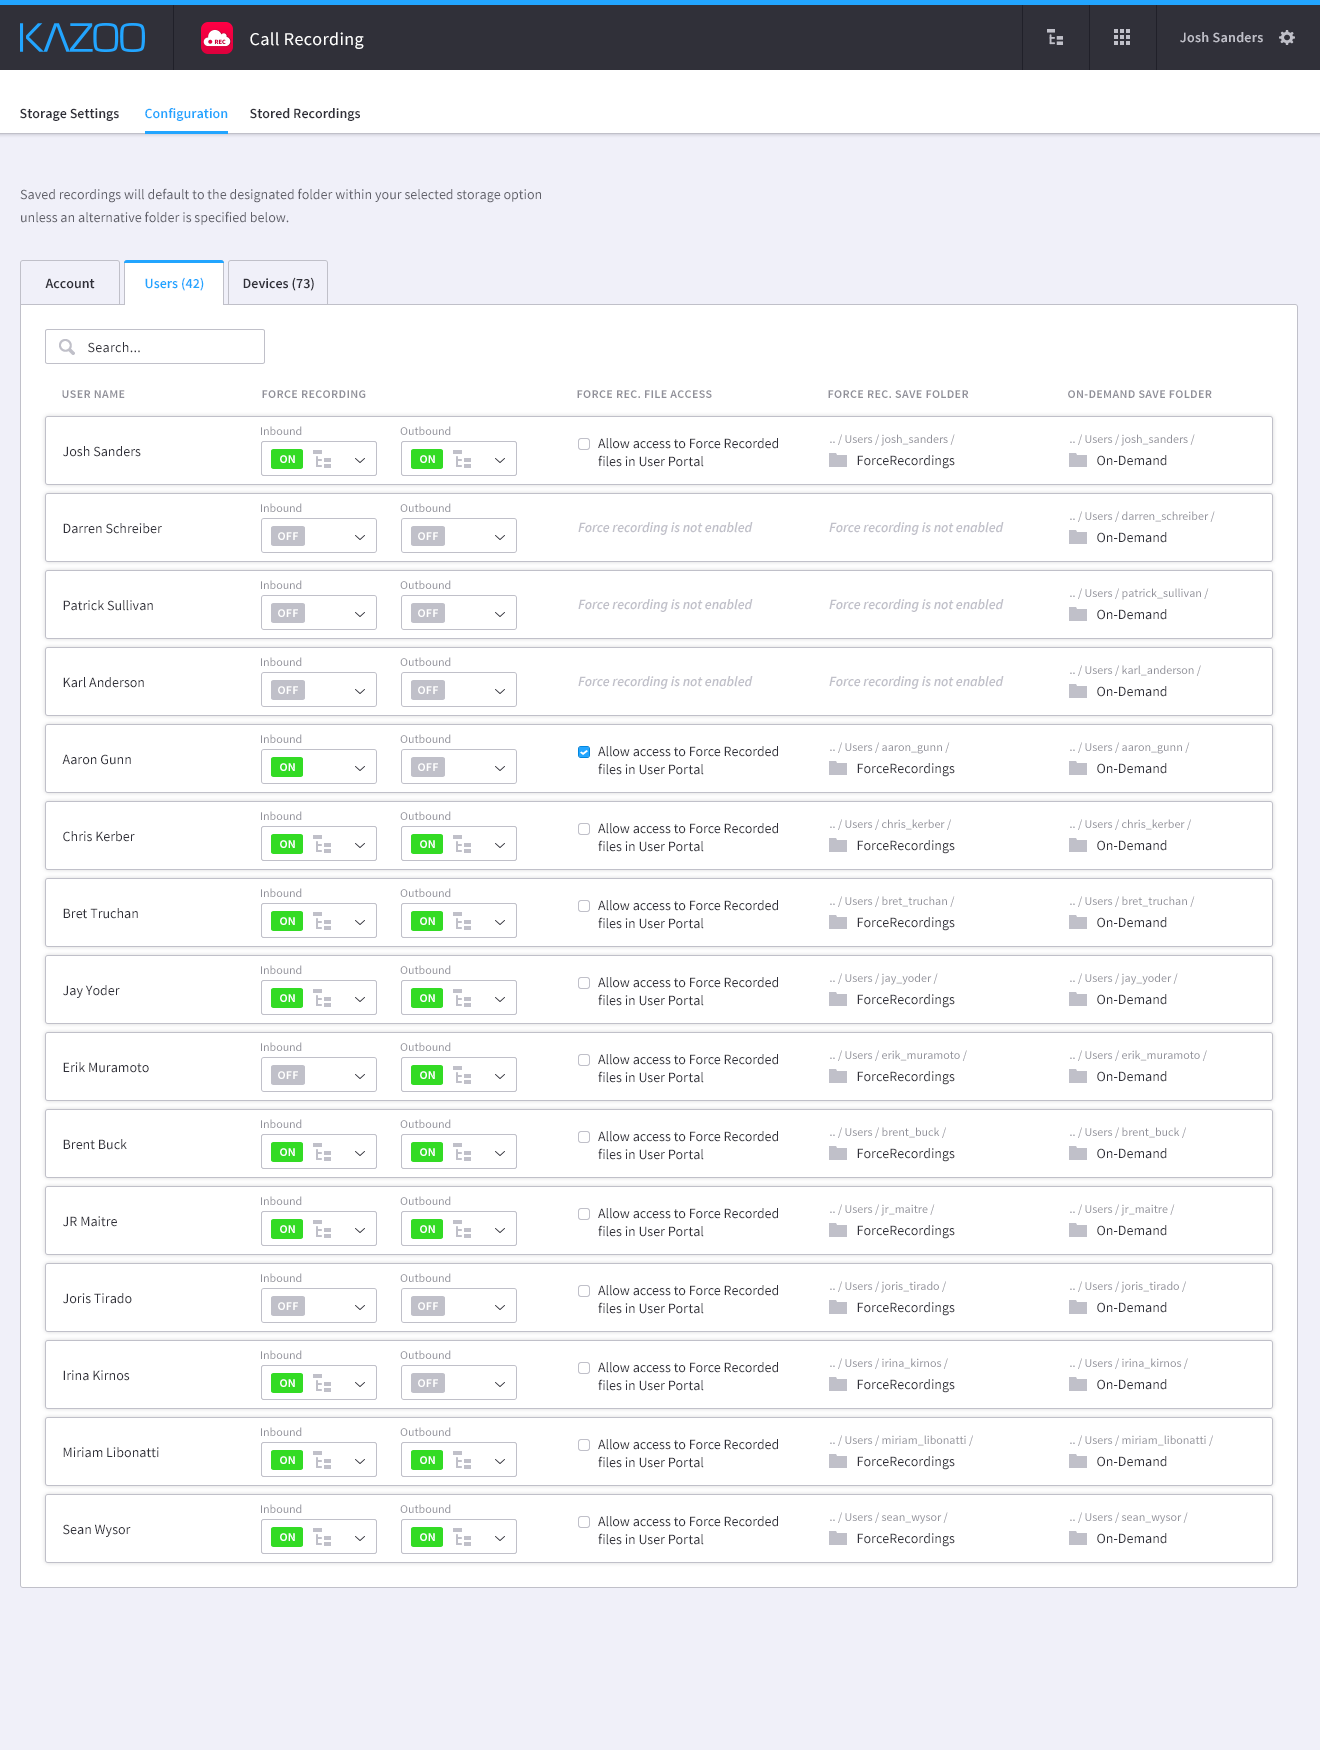 KAZOO
REC
Call Recording
Josh Sanders
Storage Settings
Configuration
Stored Recordings
Saved recordings will default to the designated folder within your selected storage option
unless an alternative folder is specified below.
Account
Users (42)
Devices (73)
Search...
USER NAME
FORCE RECORDING
FORCE REC. FILE ACCESS
FORCE REC. SAVE FOLDER
ON-DEMAND SAVE FOLDER
Josh Sanders
Inbound
ON
Outbound
ON
Allow access to Force Recorded
files in User Portal
.. / Users / josh_sanders /
ForceRecordings
.. / Users / josh_sanders /
On-Demand
Darren Schreiber
Inbound
OFF
Outbound
OFF
Force recording is not enabled
Force recording is not enabled
.. / Users / darren_schreiber /
On-Demand
Patrick Sullivan
Inbound
OFF
Outbound
OFF
Force recording is not enabled
Force recording is not enabled
.. / Users / patrick_sullivan /
On-Demand
Karl Anderson
Inbound
OFF
Outbound
OFF
Force recording is not enabled
Force recording is not enabled
.. / Users / karl_anderson /
On-Demand
Aaron Gunn
Inbound
ON
Outbound
OFF
Allow access to Force Recorded
files in User Portal
.. / Users / aaron_gunn /
ForceRecordings
.. / Users / aaron_gunn /
On-Demand
Chris Kerber
Inbound
ON
Outbound
ON
Allow access to Force Recorded
files in User Portal
.. / Users / chris_kerber /
ForceRecordings
.. / Users / chris_kerber /
On-Demand
Bret Truchan
Inbound
ON
Outbound
ON
Allow access to Force Recorded
files in User Portal
.. / Users / bret_truchan /
ForceRecordings
.. / Users / bret_truchan /
On-Demand
Jay Yoder
Inbound
ON
Outbound
ON
Allow access to Force Recorded
files in User Portal
.. / Users / jay_yoder /
ForceRecordings
.. / Users / jay_yoder /
On-Demand
Erik Muramoto
Inbound
OFF
Outbound
ON
Allow access to Force Recorded
files in User Portal
.. / Users / erik_muramoto /
ForceRecordings
.. / Users / erik_muramoto /
On-Demand
Brent Buck
Inbound
ON
Outbound
ON
Allow access to Force Recorded
files in User Portal
.. / Users / brent_buck /
ForceRecordings
.. / Users / brent_buck /
On-Demand
JR Maitre
Inbound
ON
Outbound
ON
Allow access to Force Recorded
files in User Portal
.. / Users / jr_maitre /
ForceRecordings
.. / Users / jr_maitre /
On-Demand
Joris Tirado
Inbound
OFF
Outbound
OFF
Allow access to Force Recorded
files in User Portal
.. / Users / joris_tirado /
ForceRecordings
.. / Users / joris_tirado /
On-Demand
Irina Kirnos
Inbound
ON
Outbound
OFF
Allow access to Force Recorded
files in User Portal
.. / Users / irina_kirnos /
ForceRecordings
.. / Users / irina_kirnos /
On-Demand
Miriam Libonatti
Inbound
ON
Outbound
ON
Allow access to Force Recorded
files in User Portal
.. / Users / miriam_libonatti /
ForceRecordings
.. / Users / miriam_libonatti /
On-Demand
Sean Wysor
Inbound
ON
Outbound
ON
Allow access to Force Recorded
files in User Portal
.. / Users / sean_wysor /
ForceRecordings
.. / Users / sean_wysor /
On-Demand